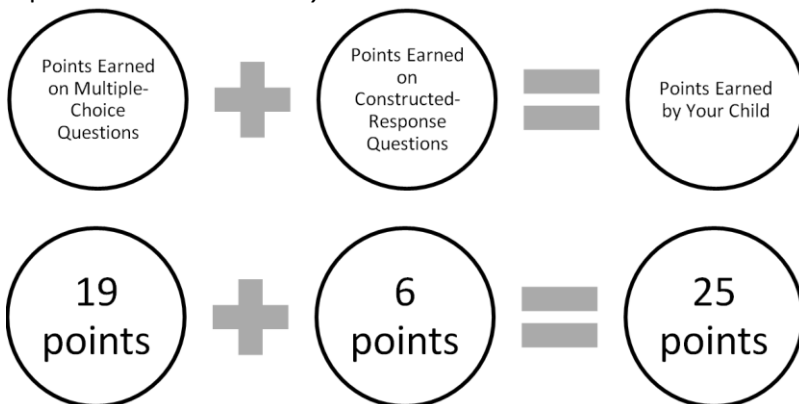 Points Earned
on Multiple-
Choice
Questions
Points Earned
on
Constructed-
Response
Questions
Points Earned
by Your Child
19
points
6
points
25
points